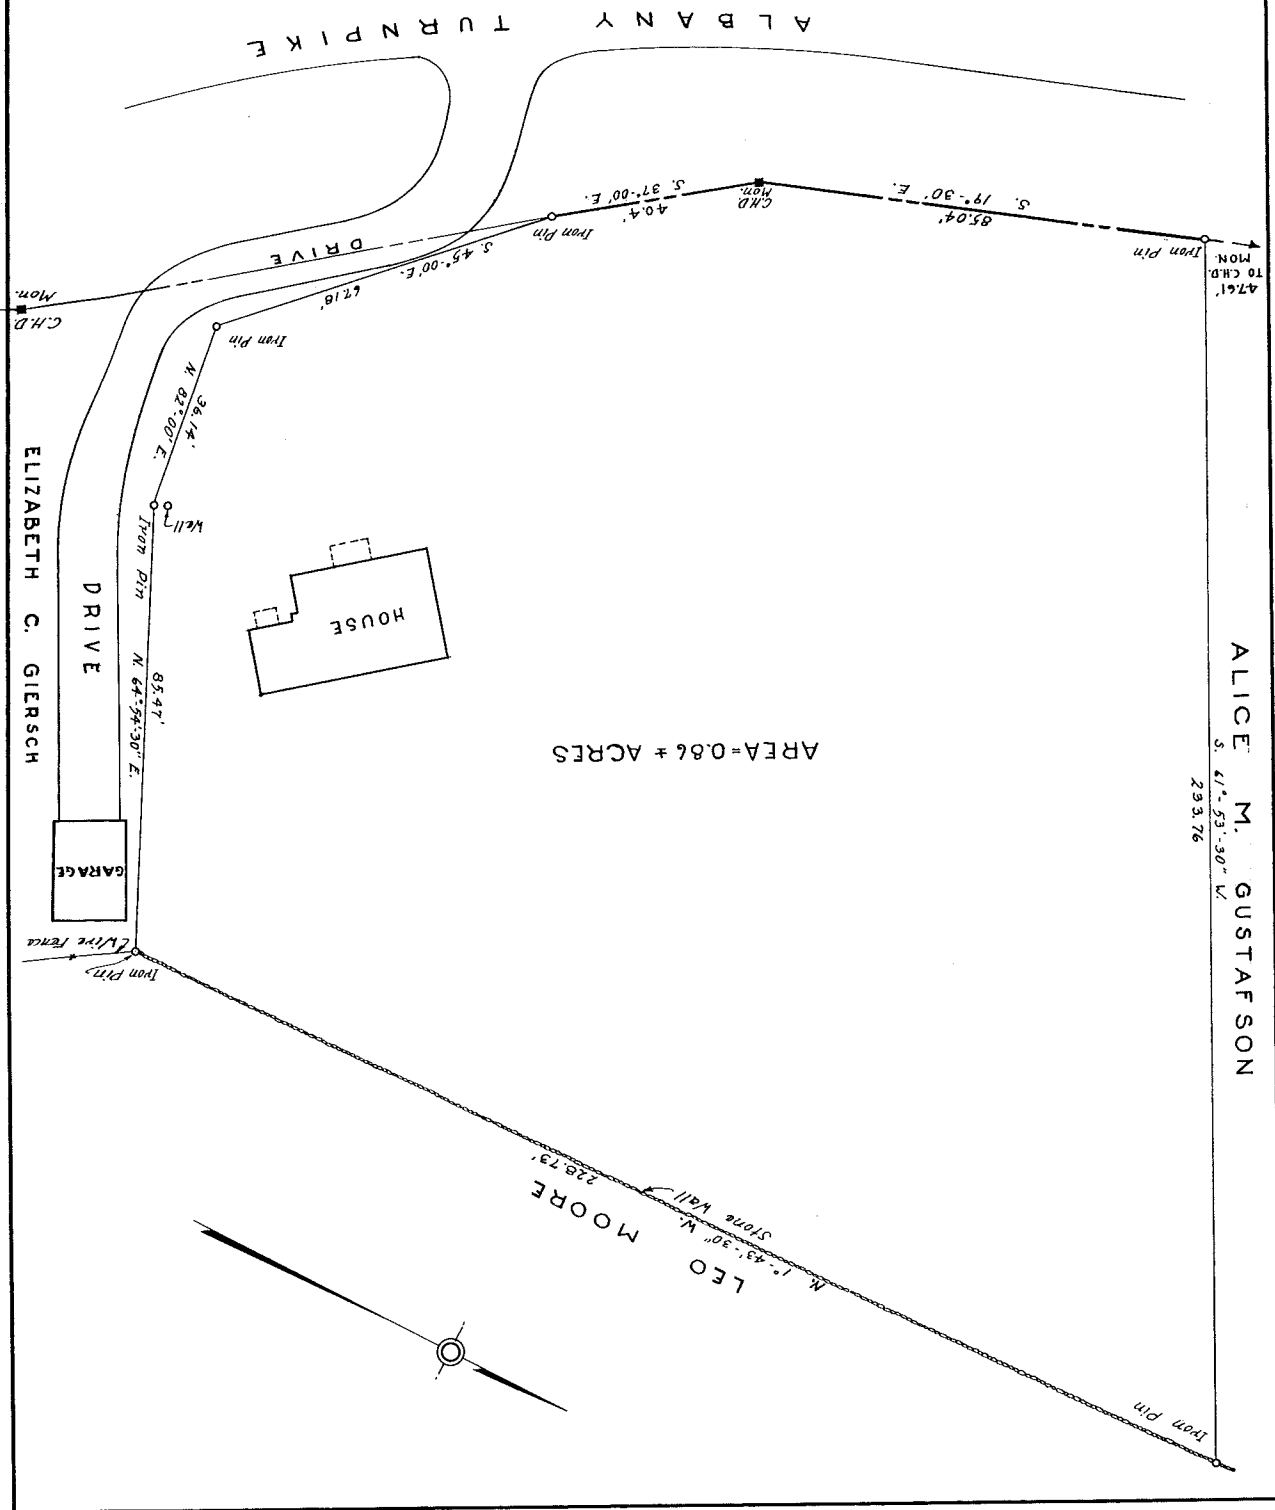 ALBANY TURNPIKE
47.61'
TO C.H.D.
MON.
Iron Pin
85.04'
S. 19°-30' E.
C.H.D.
Mon.
40.4'
S. 37°-00' E.
Iron Pin
DRIVE
S. 45°-00' E.
67.18'
C.H.D.
Mon.
Iron Pin
36.14'
N. 82°-00' E.
Well
Iron Pin
HOUSE
85.47'
N. 64°-54'-30" E.
DRIVE
ELIZABETH C. GIERSCH
GARAGE
Wire Fence
Iron Pin
AREA=0.86 ± ACRES
ALICE M. GUSTAFSON
S. 61°-53'-30" W.
233.76
228.73'
Stone Wall
N. 1°-43'-30" W.
LEO MOORE
Iron Pin